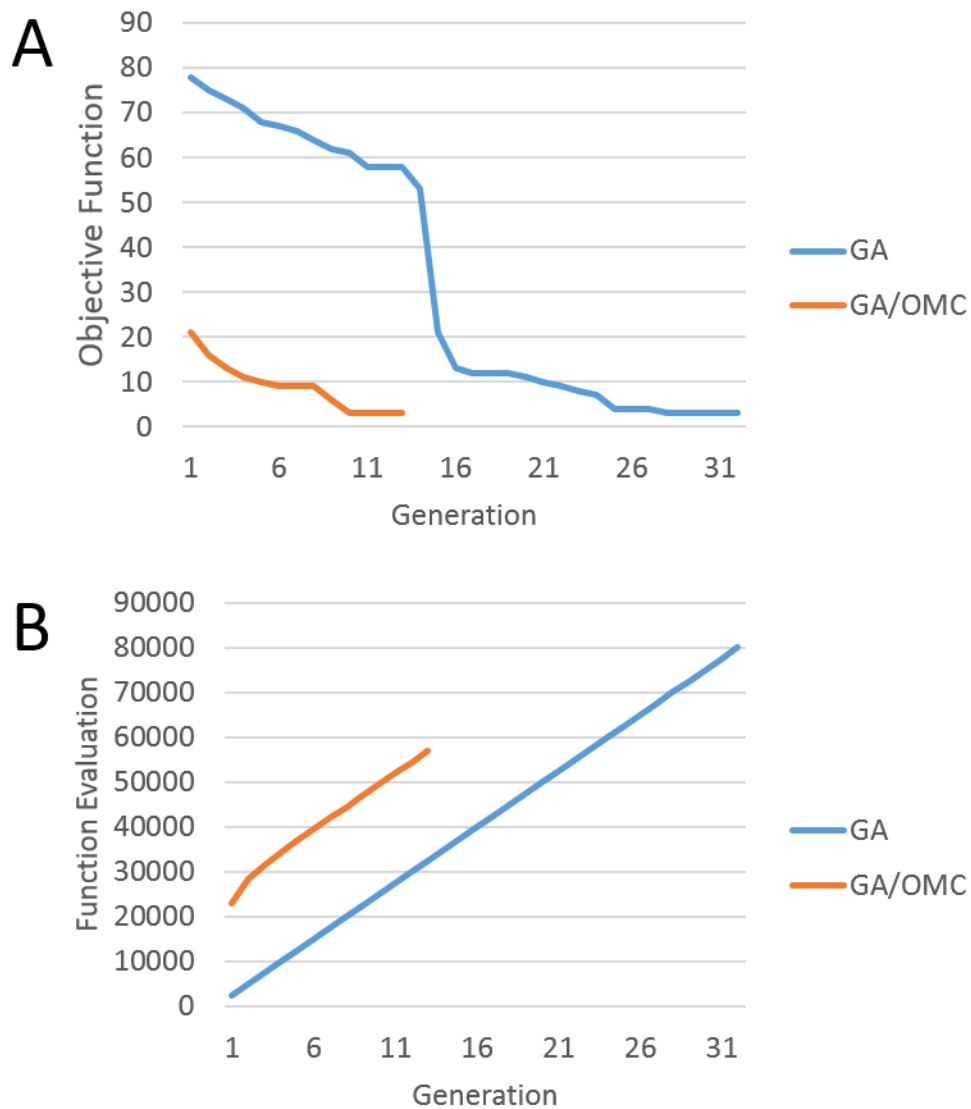 A
Objective Function
90
80
70
60
50
40
30
20
10
0
1 6 11 16 21 26 31
Generation
GA
GA/OMC
B
Function Evaluation
90000
80000
70000
60000
50000
40000
30000
20000
10000
0
1 6 11 16 21 26 31
Generation
GA
GA/OMC